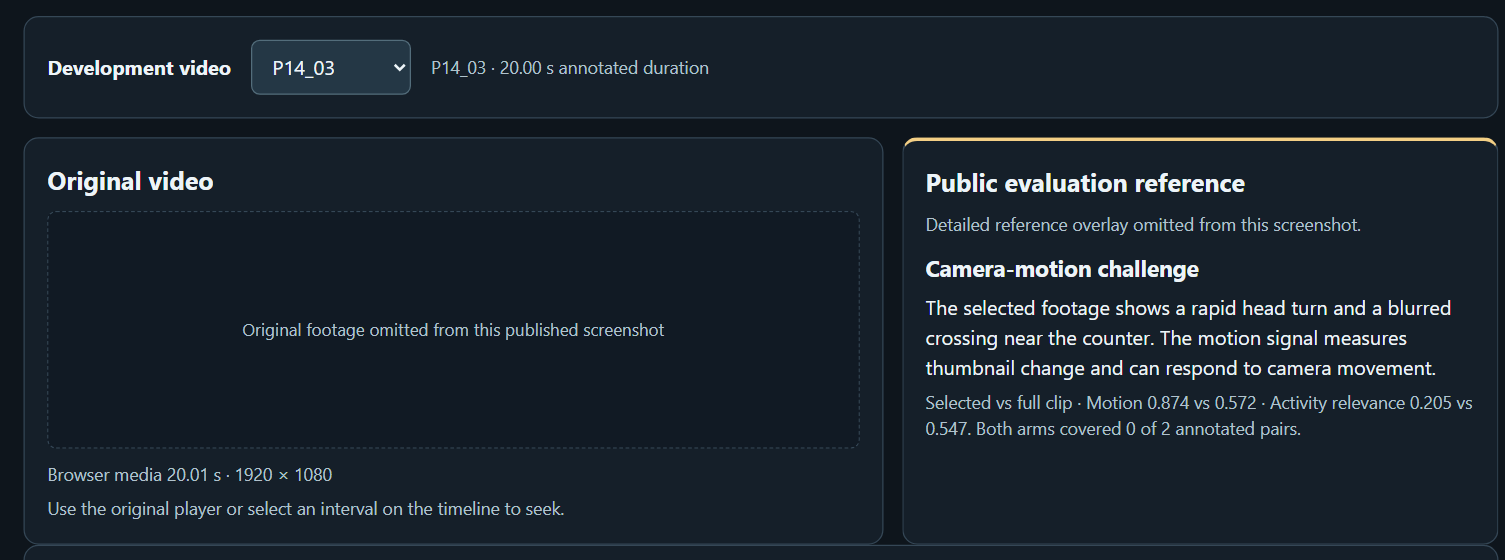 Development video
P14_03
P14_03 · 20.00 s annotated duration
Original video
Original footage omitted from this published screenshot
Browser media 20.01 s · 1920 × 1080
Use the original player or select an interval on the timeline to seek.
Public evaluation reference
Detailed reference overlay omitted from this screenshot.
Camera-motion challenge
The selected footage shows a rapid head turn and a blurred
crossing near the counter. The motion signal measures
thumbnail change and can respond to camera movement.
Selected vs full clip · Motion 0.874 vs 0.572 · Activity relevance 0.205 vs
0.547. Both arms covered 0 of 2 annotated pairs.